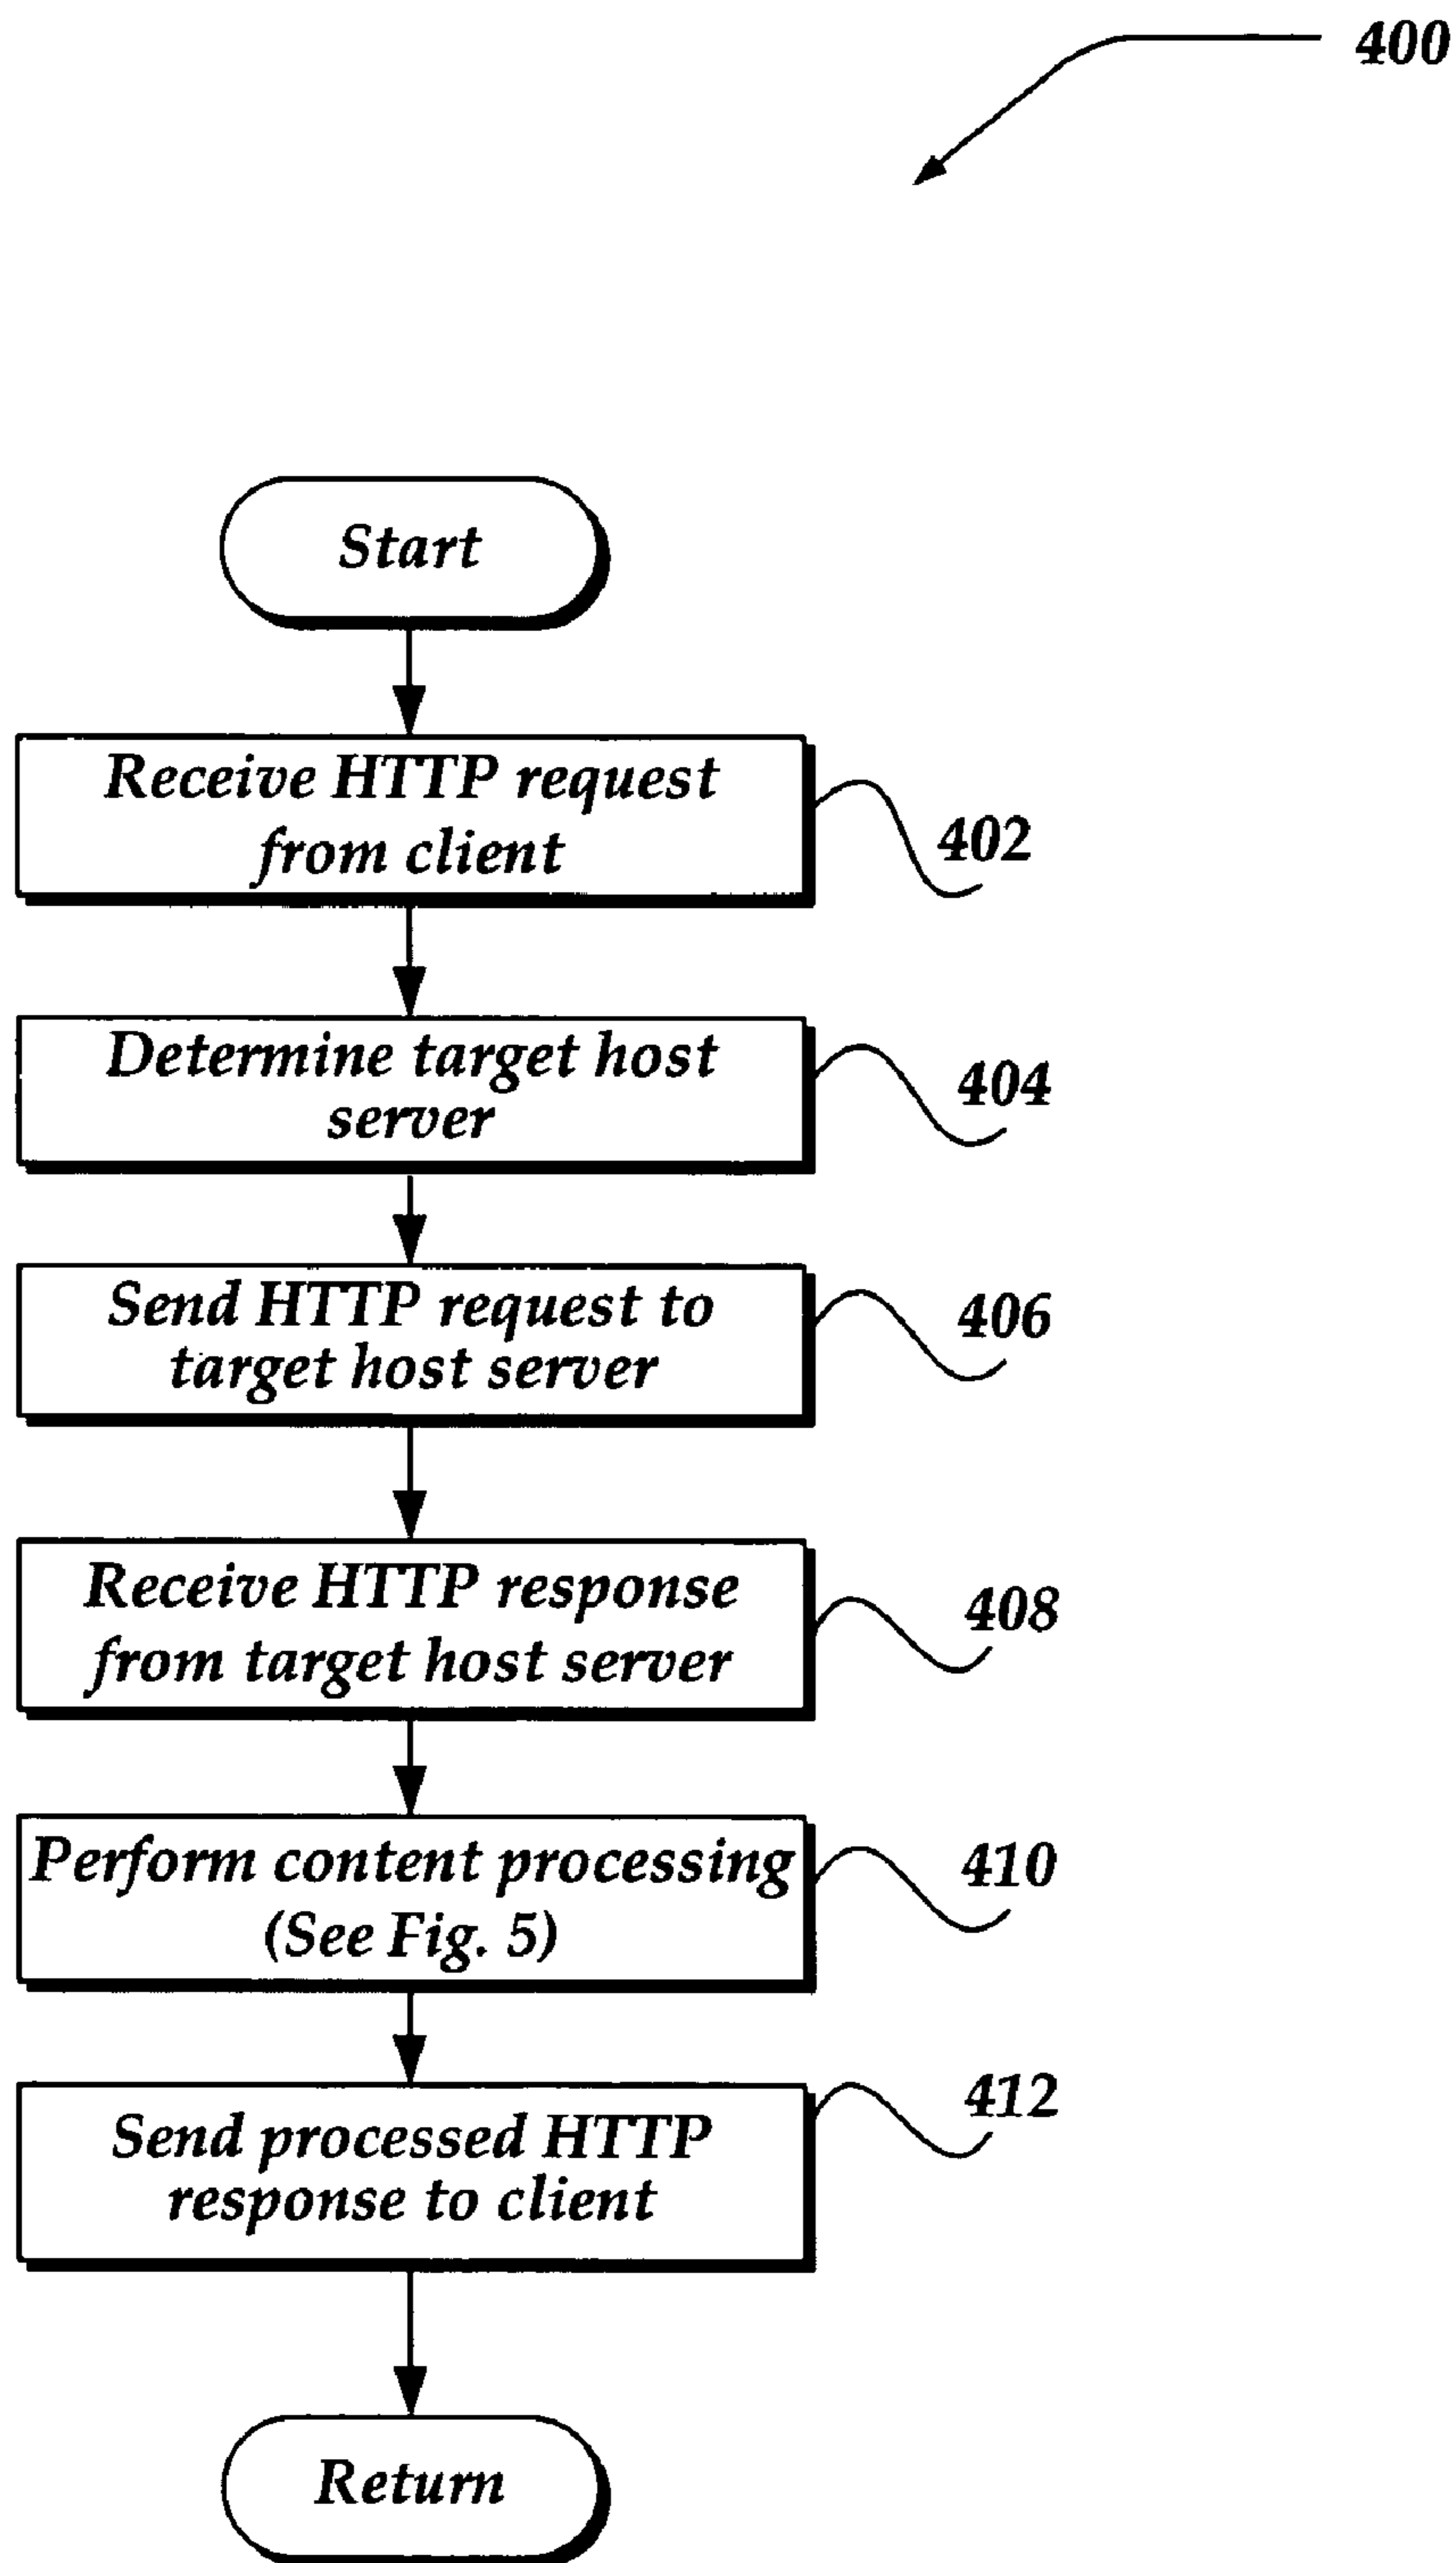 400
Start
Receive HTTP request
from client
402
Determine target host
server
404
Send HTTP request to
target host server
406
Receive HTTP response
from target host server
408
Perform content processing
(See Fig. 5)
410
Send processed HTTP
response to client
412
Return